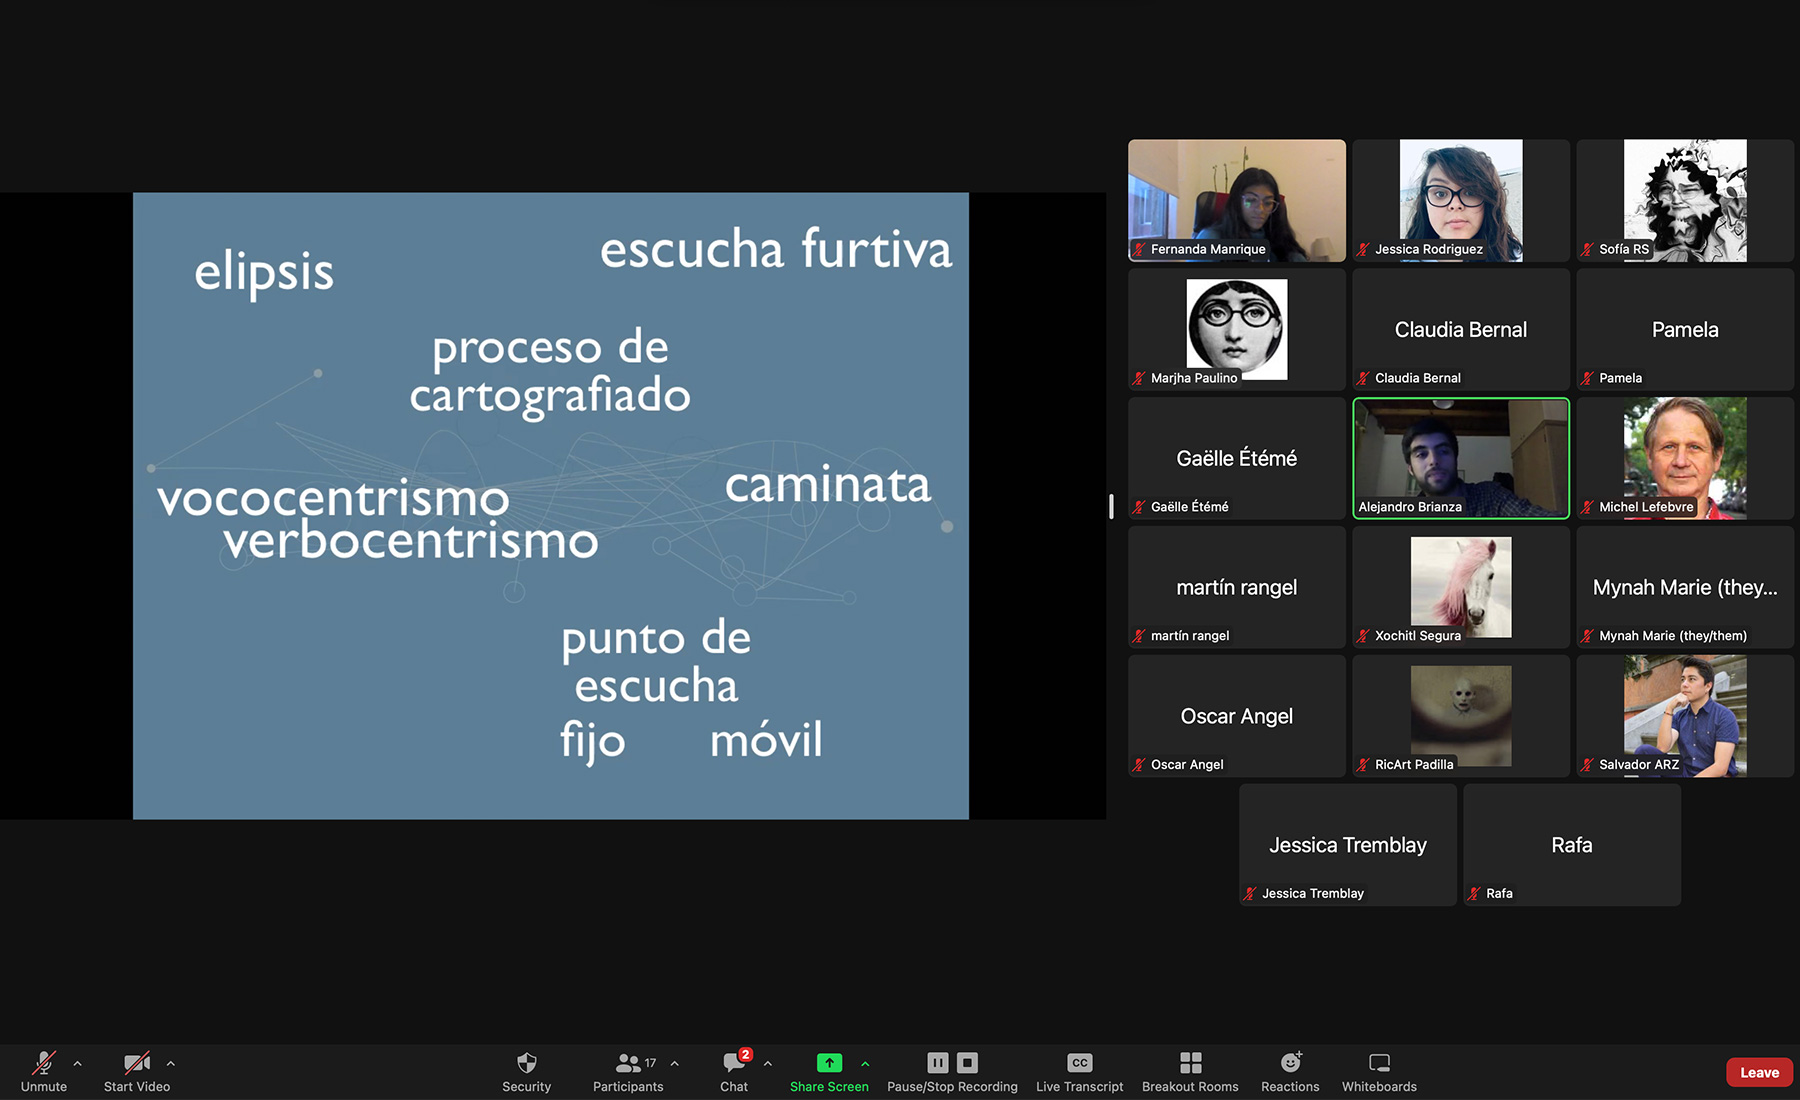 elipsis
escucha furtiva
proceso de
cartografiado
vococentrismo
verbocentrismo
caminata
punto de
escucha
fijo móvil
Fernanda Manrique
Jessica Rodriguez
Sofía RS
Marjha Paulino
Claudia Bernal
Claudia Bernal
Pamela
Pamela
Gaëlle Étémé
Gaëlle Étémé
Alejandro Brianza
Michel Lefebvre
martín rangel
martín rangel
Xochitl Segura
Mynah Marie (they...
Mynah Marie (they/them)
Oscar Angel
Oscar Angel
RicArt Padilla
Salvador ARZ
Jessica Tremblay
Jessica Tremblay
Rafa
Rafa
Unmute
Start Video
Security
17
Participants
2
Chat
Share Screen
Pause/Stop Recording
CC
Live Transcript
Breakout Rooms
Reactions
Whiteboards
Leave